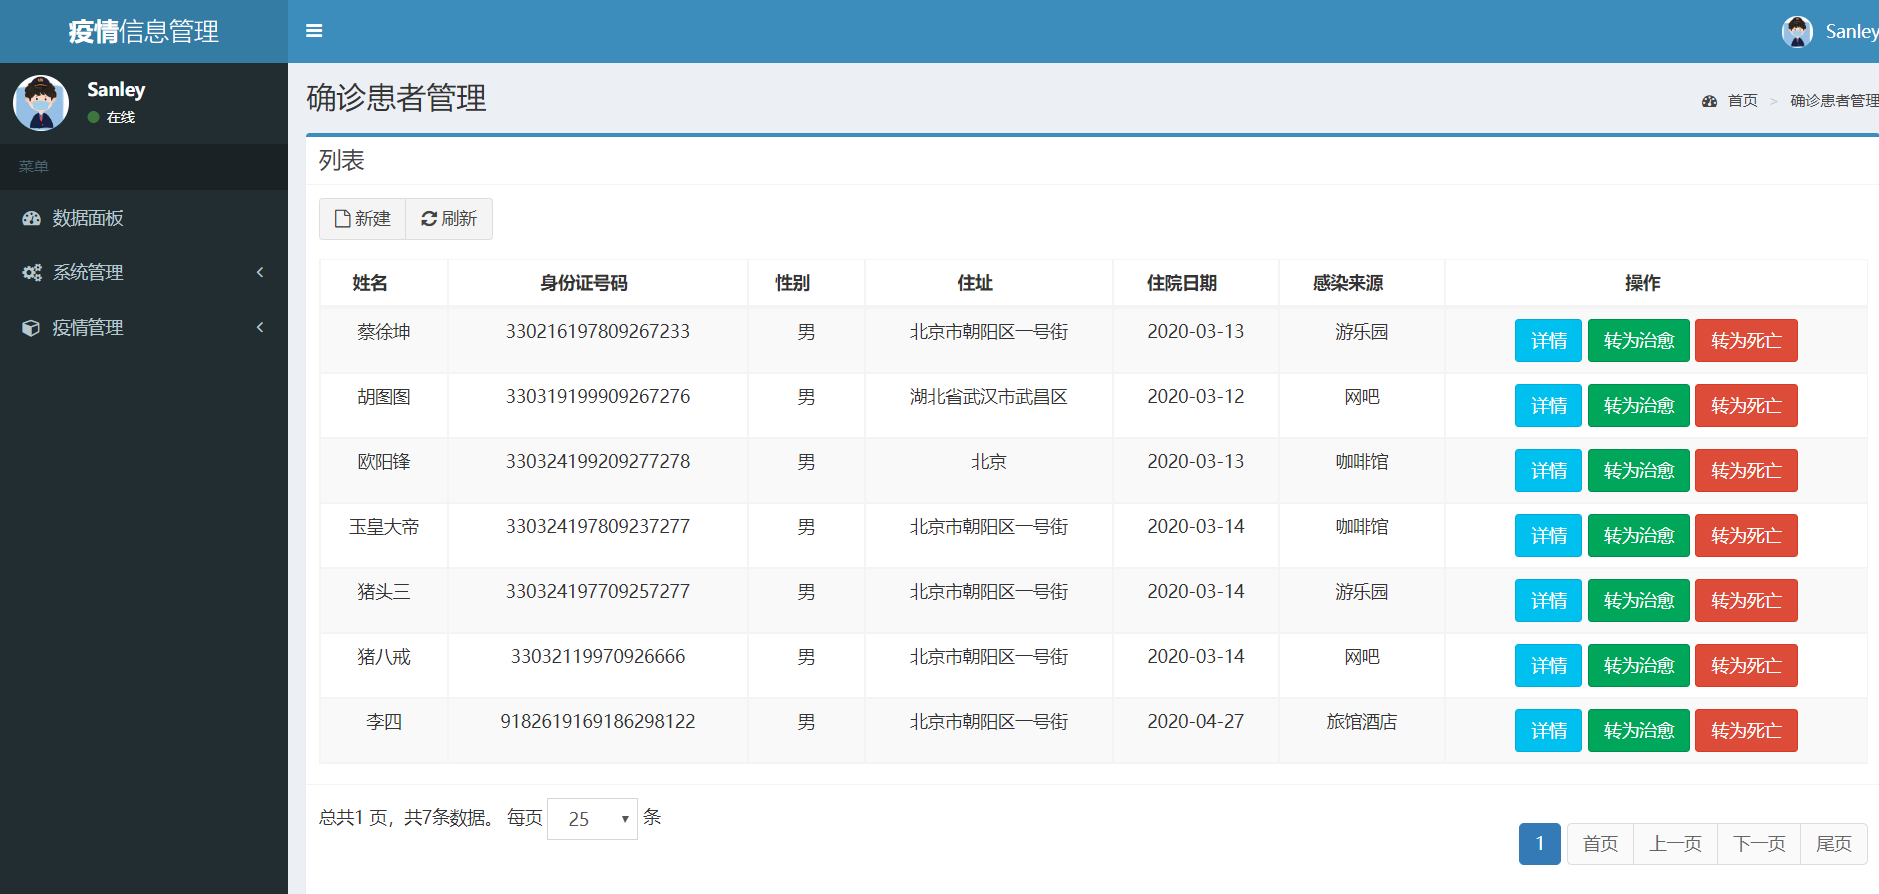 疫情信息管理
Sanley
Sanley
在线
菜单
数据面板
系统管理
疫情管理
确诊患者管理
首页 > 确诊患者管理
列表
新建 刷新
姓名 身份证号码 性别 住址 住院日期 感染来源 操作
蔡徐坤 330216197809267233 男 北京市朝阳区一号街 2020-03-13 游乐园 详情 转为治愈 转为死亡
胡图图 330319199909267276 男 湖北省武汉市武昌区 2020-03-12 网吧 详情 转为治愈 转为死亡
欧阳锋 330324199209277278 男 北京 2020-03-13 咖啡馆 详情 转为治愈 转为死亡
玉皇大帝 330324197809237277 男 北京市朝阳区一号街 2020-03-14 咖啡馆 详情 转为治愈 转为死亡
猪头三 330324197709257277 男 北京市朝阳区一号街 2020-03-14 游乐园 详情 转为治愈 转为死亡
猪八戒 33032119970926666 男 北京市朝阳区一号街 2020-03-14 网吧 详情 转为治愈 转为死亡
李四 9182619169186298122 男 北京市朝阳区一号街 2020-04-27 旅馆酒店 详情 转为治愈 转为死亡
总共1 页，共7条数据。 每页 25 条
1 首页 上一页 下一页 尾页